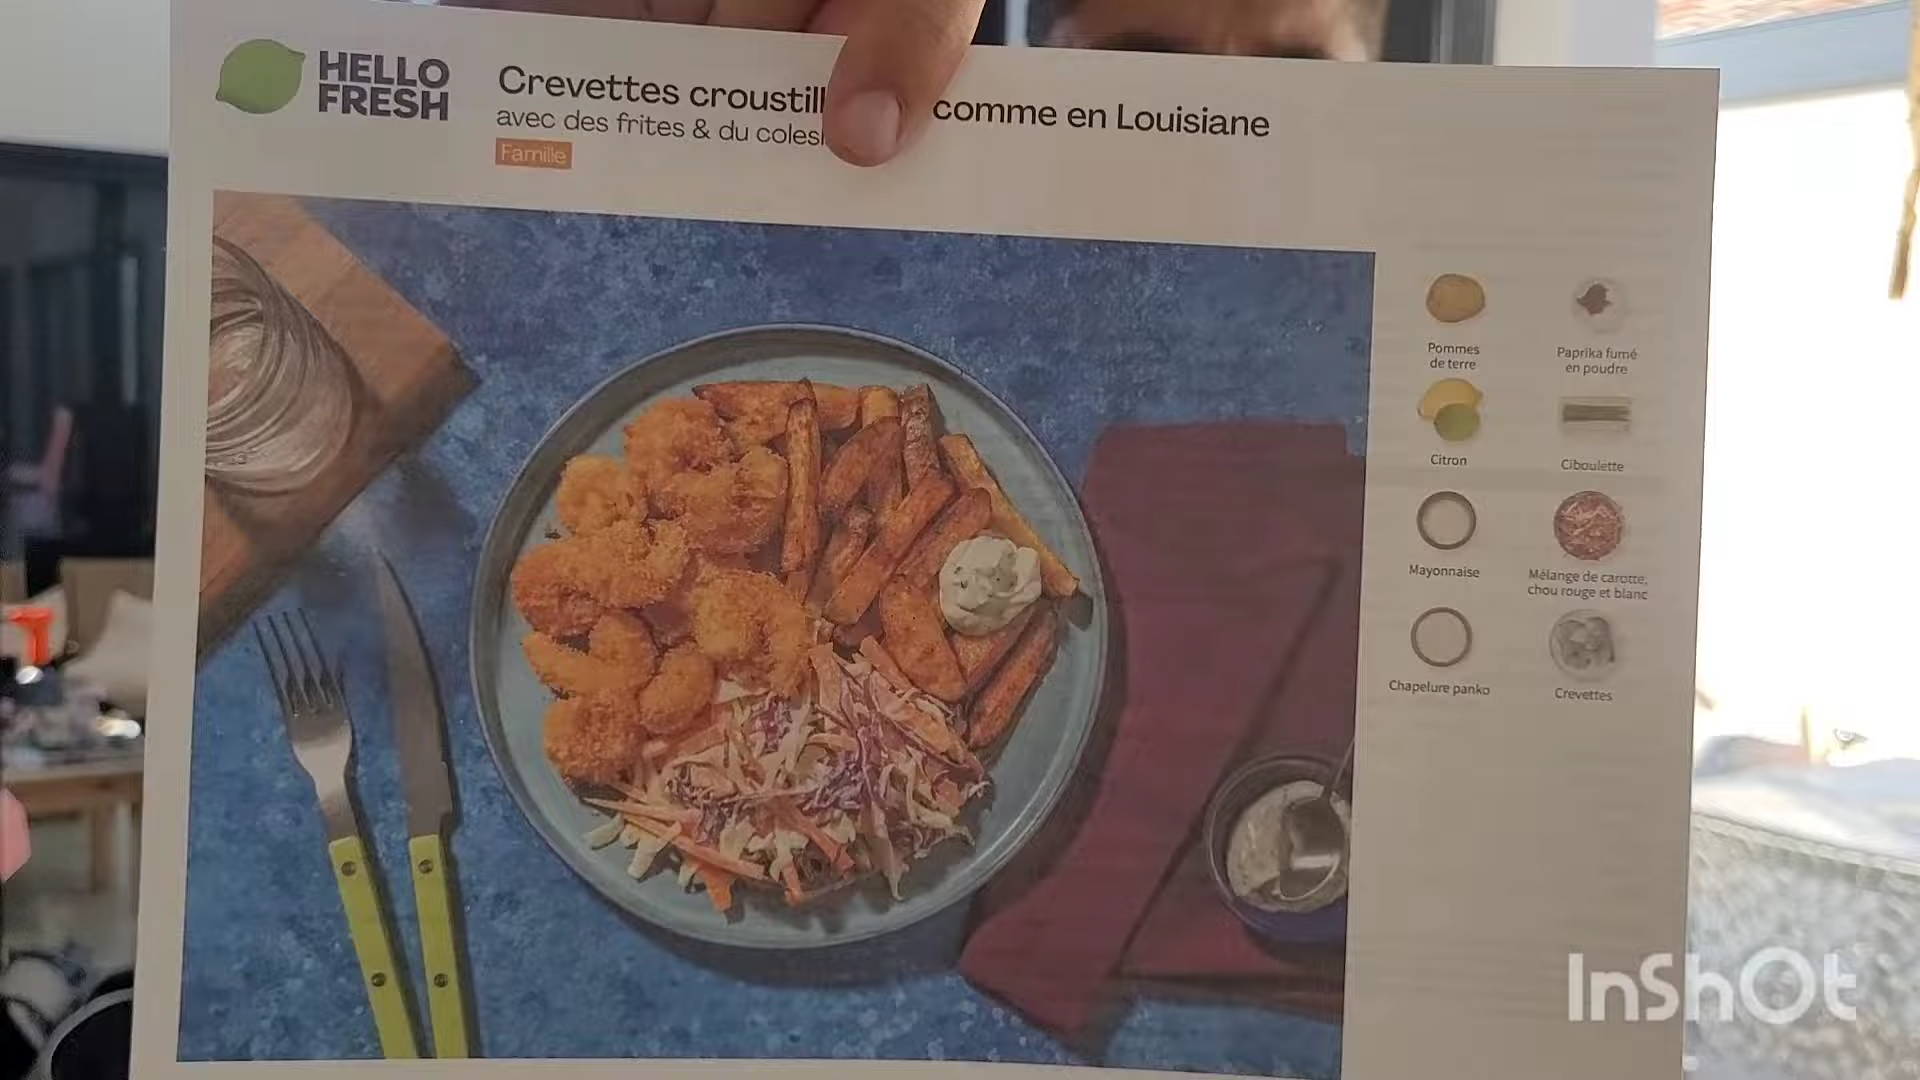 HELLO
FRESH
Crevettes croustill comme en Louisiane
avec des frites & du colesl
Famille
Pommes
de terre
Paprika fumé
en poudre
Citron
Ciboulette
Mayonnaise
Mélange de carotte,
chou rouge et blanc
Chapelure panko
Crevettes
InShOt